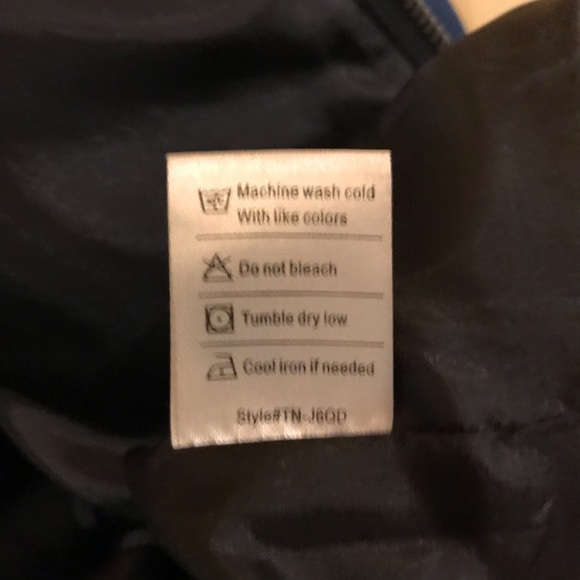 Machine wash cold
With like colors
Do not bleach
Tumble dry low
Cool iron if needed
Style#TN-J6QD